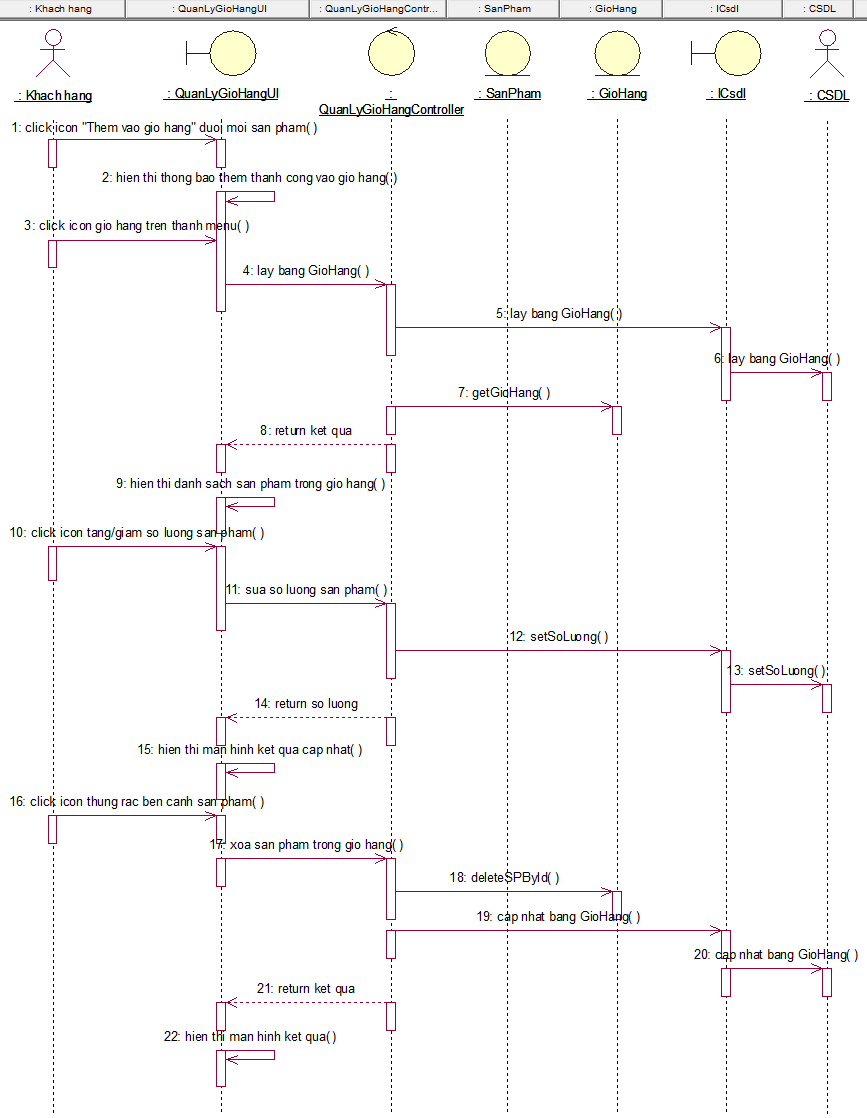 : Khach hang
: QuanLyGioHangUI
: QuanLyGioHangContr...
: SanPham
: GioHang
: ICsdl
: CSDL
: Khach hang
: QuanLyGioHangUI
:
QuanLyGioHangController
: SanPham
: GioHang
: ICsdl
: CSDL
1: click icon "Them vao gio hang" duoi moi san pham( )
2: hien thi thong bao them thanh cong vao gio hang( )
3: click icon gio hang tren thanh menu( )
4: lay bang GioHang( )
5: lay bang GioHang( )
6: lay bang GioHang( )
7: getGioHang( )
8: return ket qua
9: hien thi danh sach san pham trong gio hang( )
10: click icon tang/giam so luong san pham( )
11: sua so luong san pham( )
12: setSoLuong( )
13: setSoLuong( )
14: return so luong
15: hien thi man hinh ket qua cap nhat( )
16: click icon thung rac ben canh san pham( )
17: xoa san pham trong gio hang( )
18: deleteSPById( )
19: cap nhat bang GioHang( )
20: cap nhat bang GioHang( )
21: return ket qua
22: hien thi man hinh ket qua( )